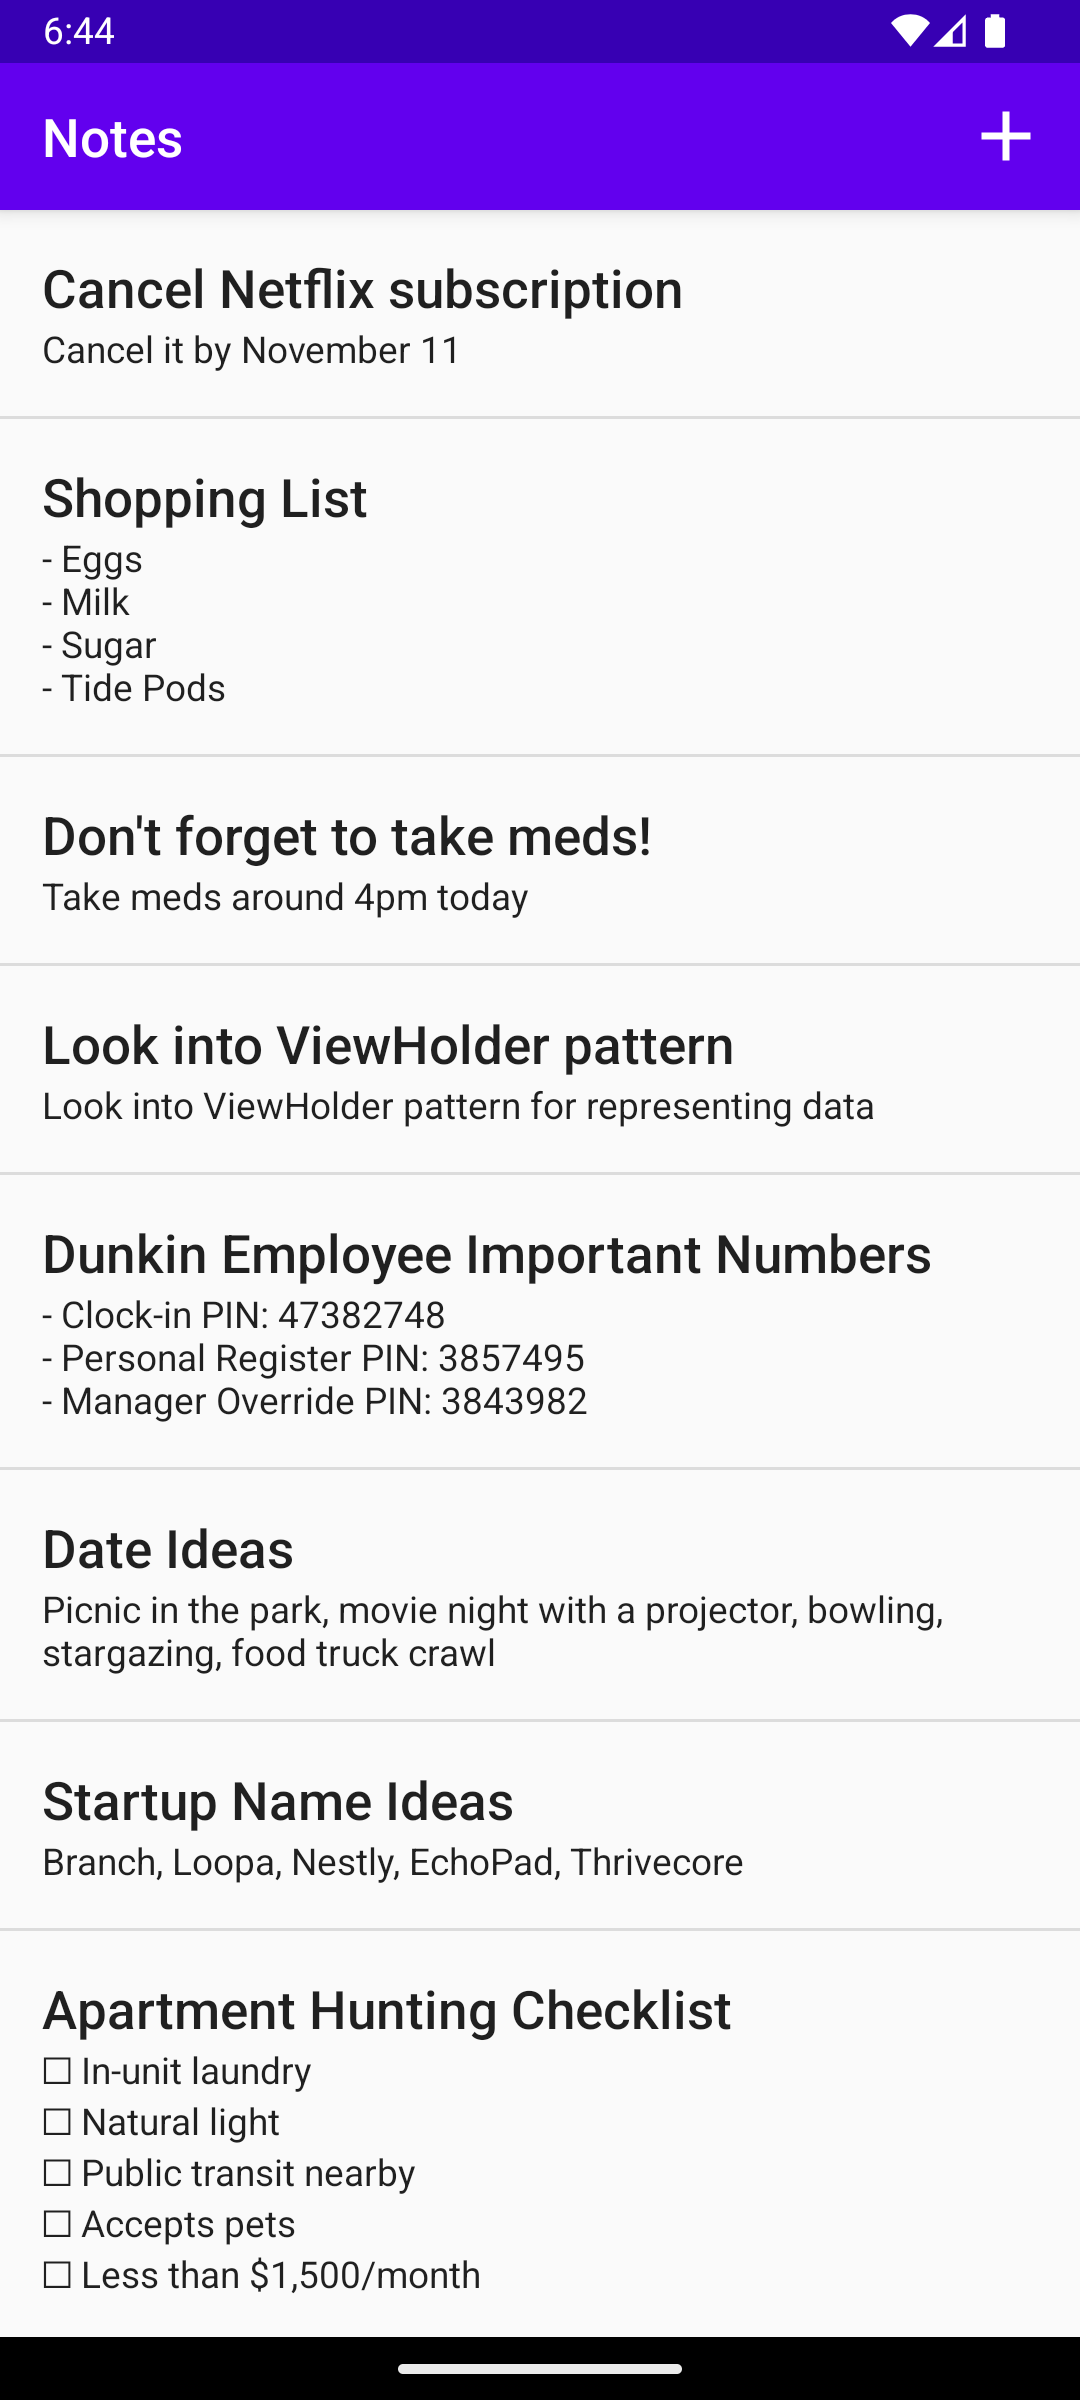 6:44
Notes
Cancel Netflix subscription
Cancel it by November 11
Shopping List
- Eggs
- Milk
- Sugar
- Tide Pods
Don't forget to take meds!
Take meds around 4pm today
Look into ViewHolder pattern
Look into ViewHolder pattern for representing data
Dunkin Employee Important Numbers
- Clock-in PIN: 47382748
- Personal Register PIN: 3857495
- Manager Override PIN: 3843982
Date Ideas
Picnic in the park, movie night with a projector, bowling,
stargazing, food truck crawl
Startup Name Ideas
Branch, Loopa, Nestly, EchoPad, Thrivecore
Apartment Hunting Checklist
☐ In-unit laundry
☐ Natural light
☐ Public transit nearby
☐ Accepts pets
☐ Less than $1,500/month